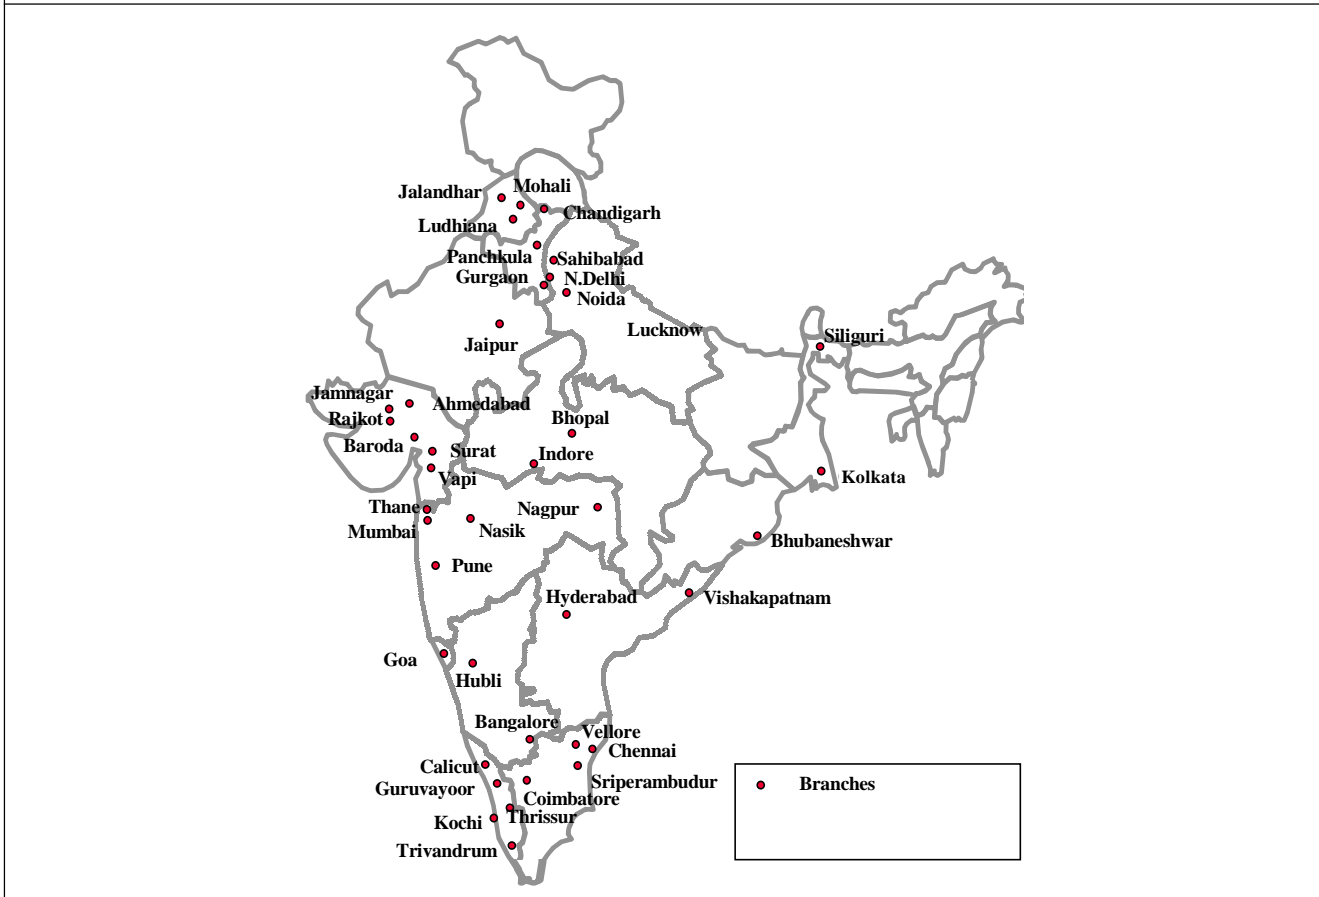 Mohali
Jalandhar
Chandigarh
Ludhiana
Panchkula
Sahibabad
Gurgaon
N.Delhi
Noida
Lucknow
Siliguri
Jaipur
Jamnagar
Ahmedabad
Rajkot
Bhopal
Baroda
Surat
Indore
Vapi
Kolkata
Thane
Nagpur
Mumbai
Nasik
Bhubaneshwar
Pune
Hyderabad
Vishakapatnam
Goa
Hubli
Bangalore
Vellore
Chennai
Calicut
Sriperambudur
Guruvayoor
Coimbatore
Thrissur
Kochi
Trivandrum
Branches